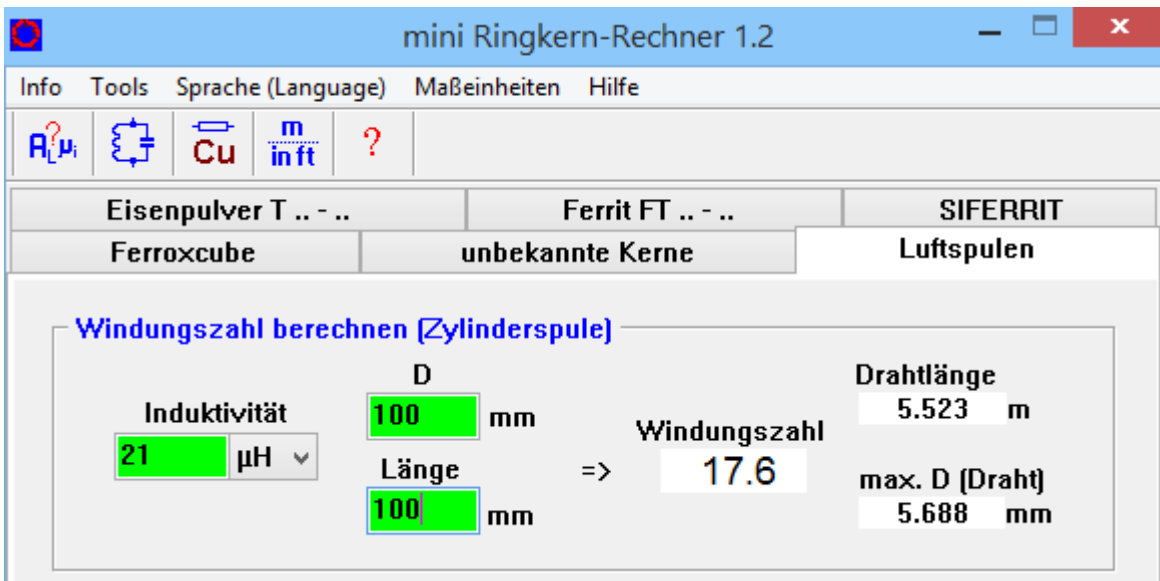 mini Ringkern-Rechner 1.2
Info Tools Sprache (Language) Maßeinheiten Hilfe
A_L? µi Cu m/in ft ?
Eisenpulver T .. - .. Ferrit FT .. - .. SIFERRIT
Ferroxcube unbekannte Kerne Luftspulen
Windungszahl berechnen (Zylinderspule)
D Drahtlänge
Induktivität 100 mm Windungszahl 5.523 m
21 µH Länge => 17.6 max. D (Draht)
100 mm 5.688 mm